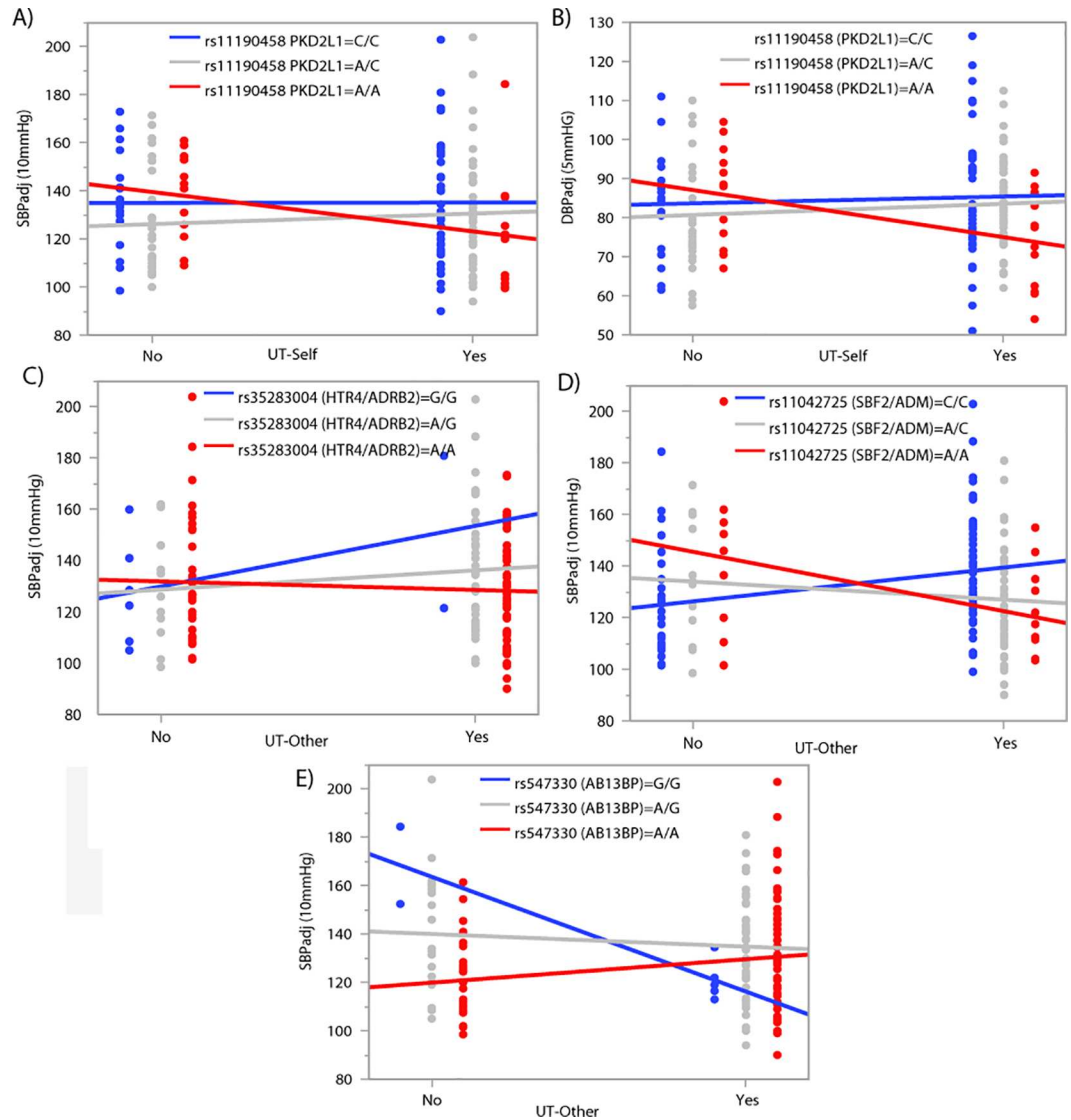 A)
SBPadj (10mmHg)
200
180
160
140
120
100
80
rs11190458 PKD2L1=C/C
rs11190458 PKD2L1=A/C
rs11190458 PKD2L1=A/A
No
UT-Self
Yes
B)
DBPadj (5mmHG)
130
120
110
100
90
80
70
60
50
rs11190458 (PKD2L1)=C/C
rs11190458 (PKD2L1)=A/C
rs11190458 (PKD2L1)=A/A
No
UT-Self
Yes
C)
SBPadj (10mmHg)
200
180
160
140
120
100
80
rs35283004 (HTR4/ADRB2)=G/G
rs35283004 (HTR4/ADRB2)=A/G
rs35283004 (HTR4/ADRB2)=A/A
No
UT-Other
Yes
D)
SBPadj (10mmHg)
200
180
160
140
120
100
80
rs11042725 (SBF2/ADM)=C/C
rs11042725 (SBF2/ADM)=A/C
rs11042725 (SBF2/ADM)=A/A
No
UT-Other
Yes
E)
SBPadj (10mmHg)
200
180
160
140
120
100
80
rs547330 (AB13BP)=G/G
rs547330 (AB13BP)=A/G
rs547330 (AB13BP)=A/A
No
UT-Other
Yes